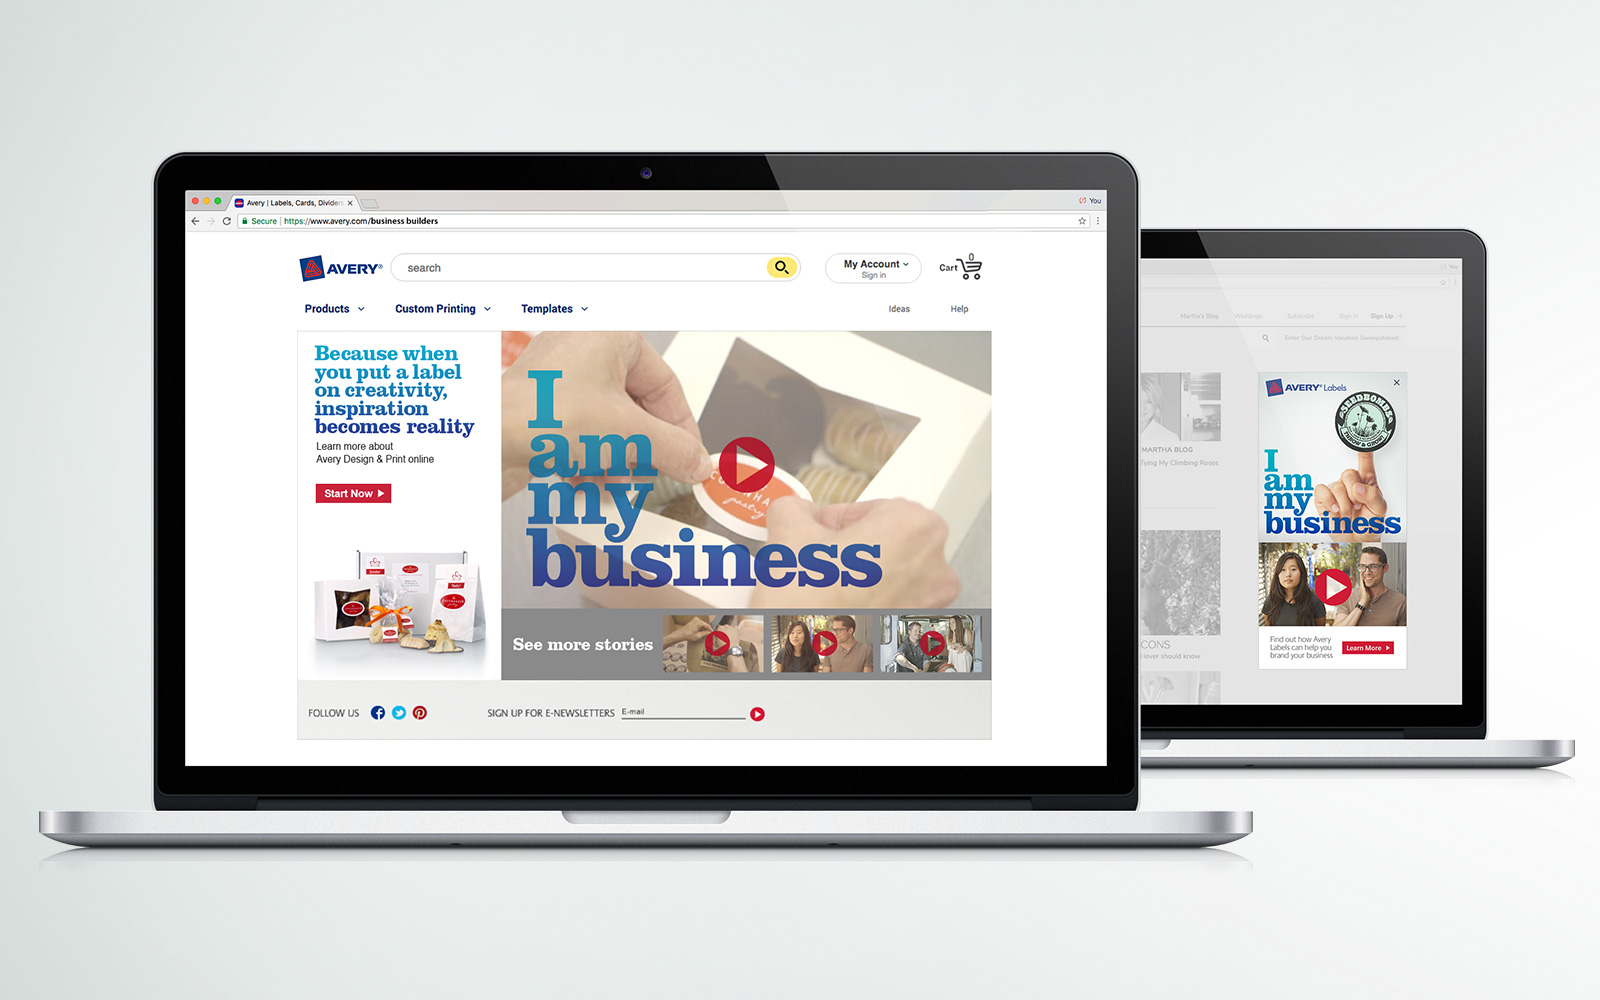 Avery | Labels, Cards, Dividers
You
Secure | https://www.avery.com/business builders
AVERY®
search
My Account
Sign in
Cart
0
Products
Custom Printing
Templates
Ideas
Help
Because when
you put a label
on creativity,
inspiration
becomes reality
Learn more about
Avery Design & Print online
Start Now
I
am
my
business
pastry
See more stories
FOLLOW US
SIGN UP FOR E-NEWSLETTERS
E-mail
You
Martha's Blog
Weddings
Subscribe
Sign In
Sign Up
Enter Our Dream Vacation Sweepstakes!
MARTHA BLOG
Tying My Climbing Roses
CONS
lover should know
AVERY® Labels
SEEDBOMBS
THROW & GROW
I
am
my
business
Find out how Avery
Labels can help you
brand your business
Learn More